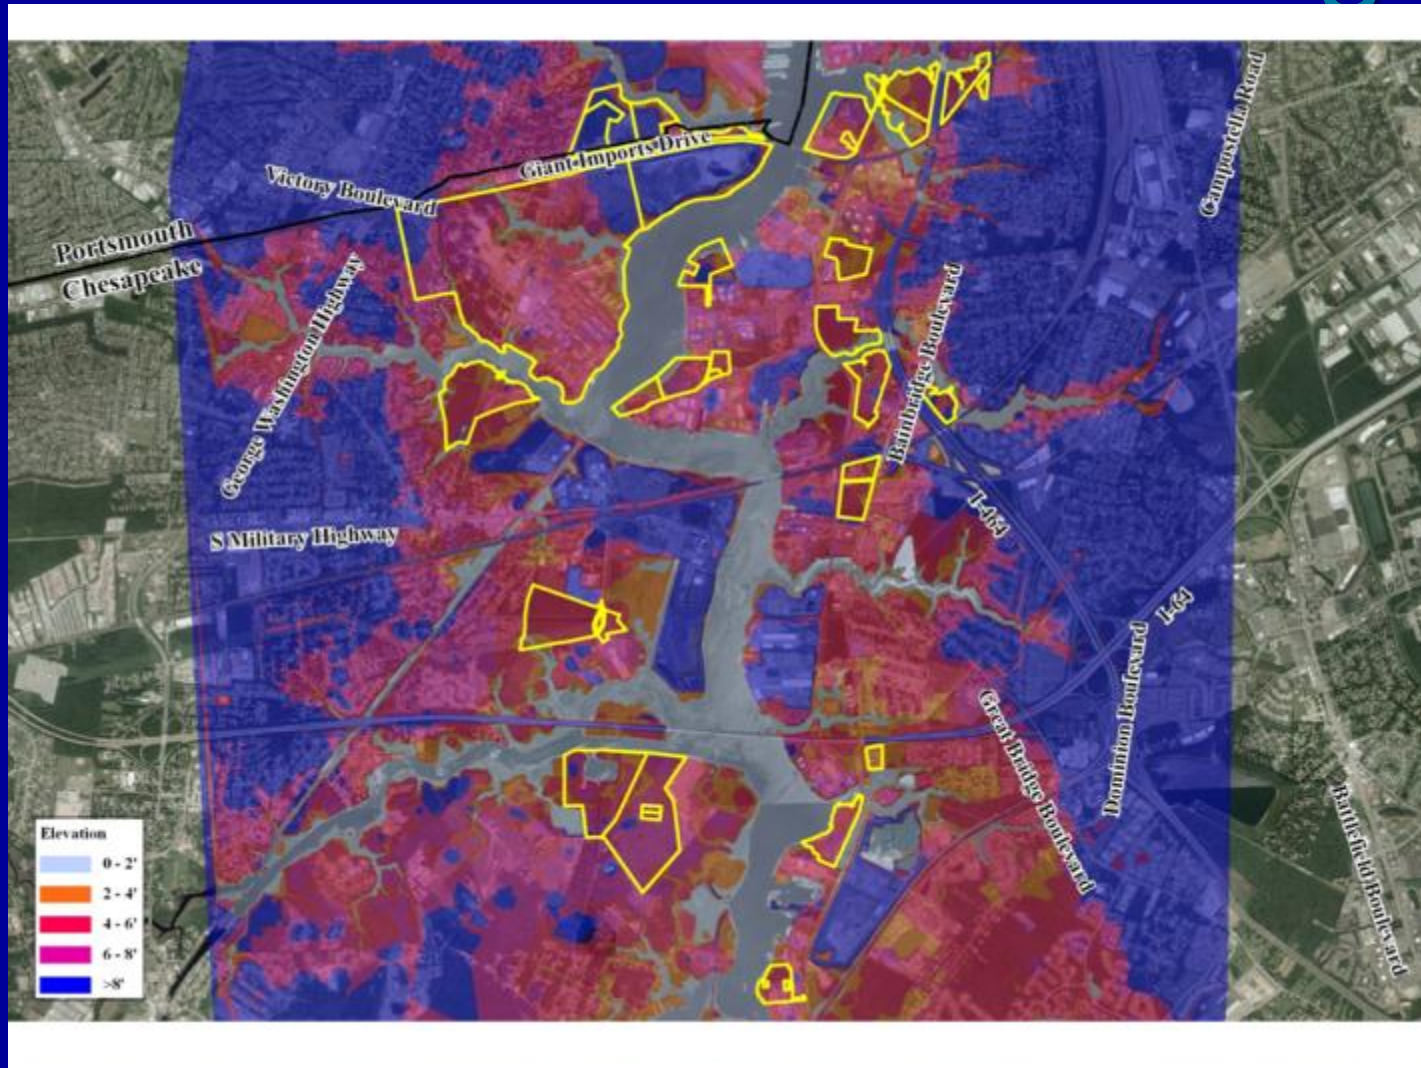 Campostella Road
Giant Imports Drive
Victory Boulevard
Portsmouth
Chesapeake
George Washington Highway
Bainbridge Boulevard
S Military Highway
I-464
I-64
Dominion Boulevard
Great Bridge Boulevard
Battlefield Boulevard
Elevation
0 - 2'
2 - 4'
4 - 6'
6 - 8'
>8'